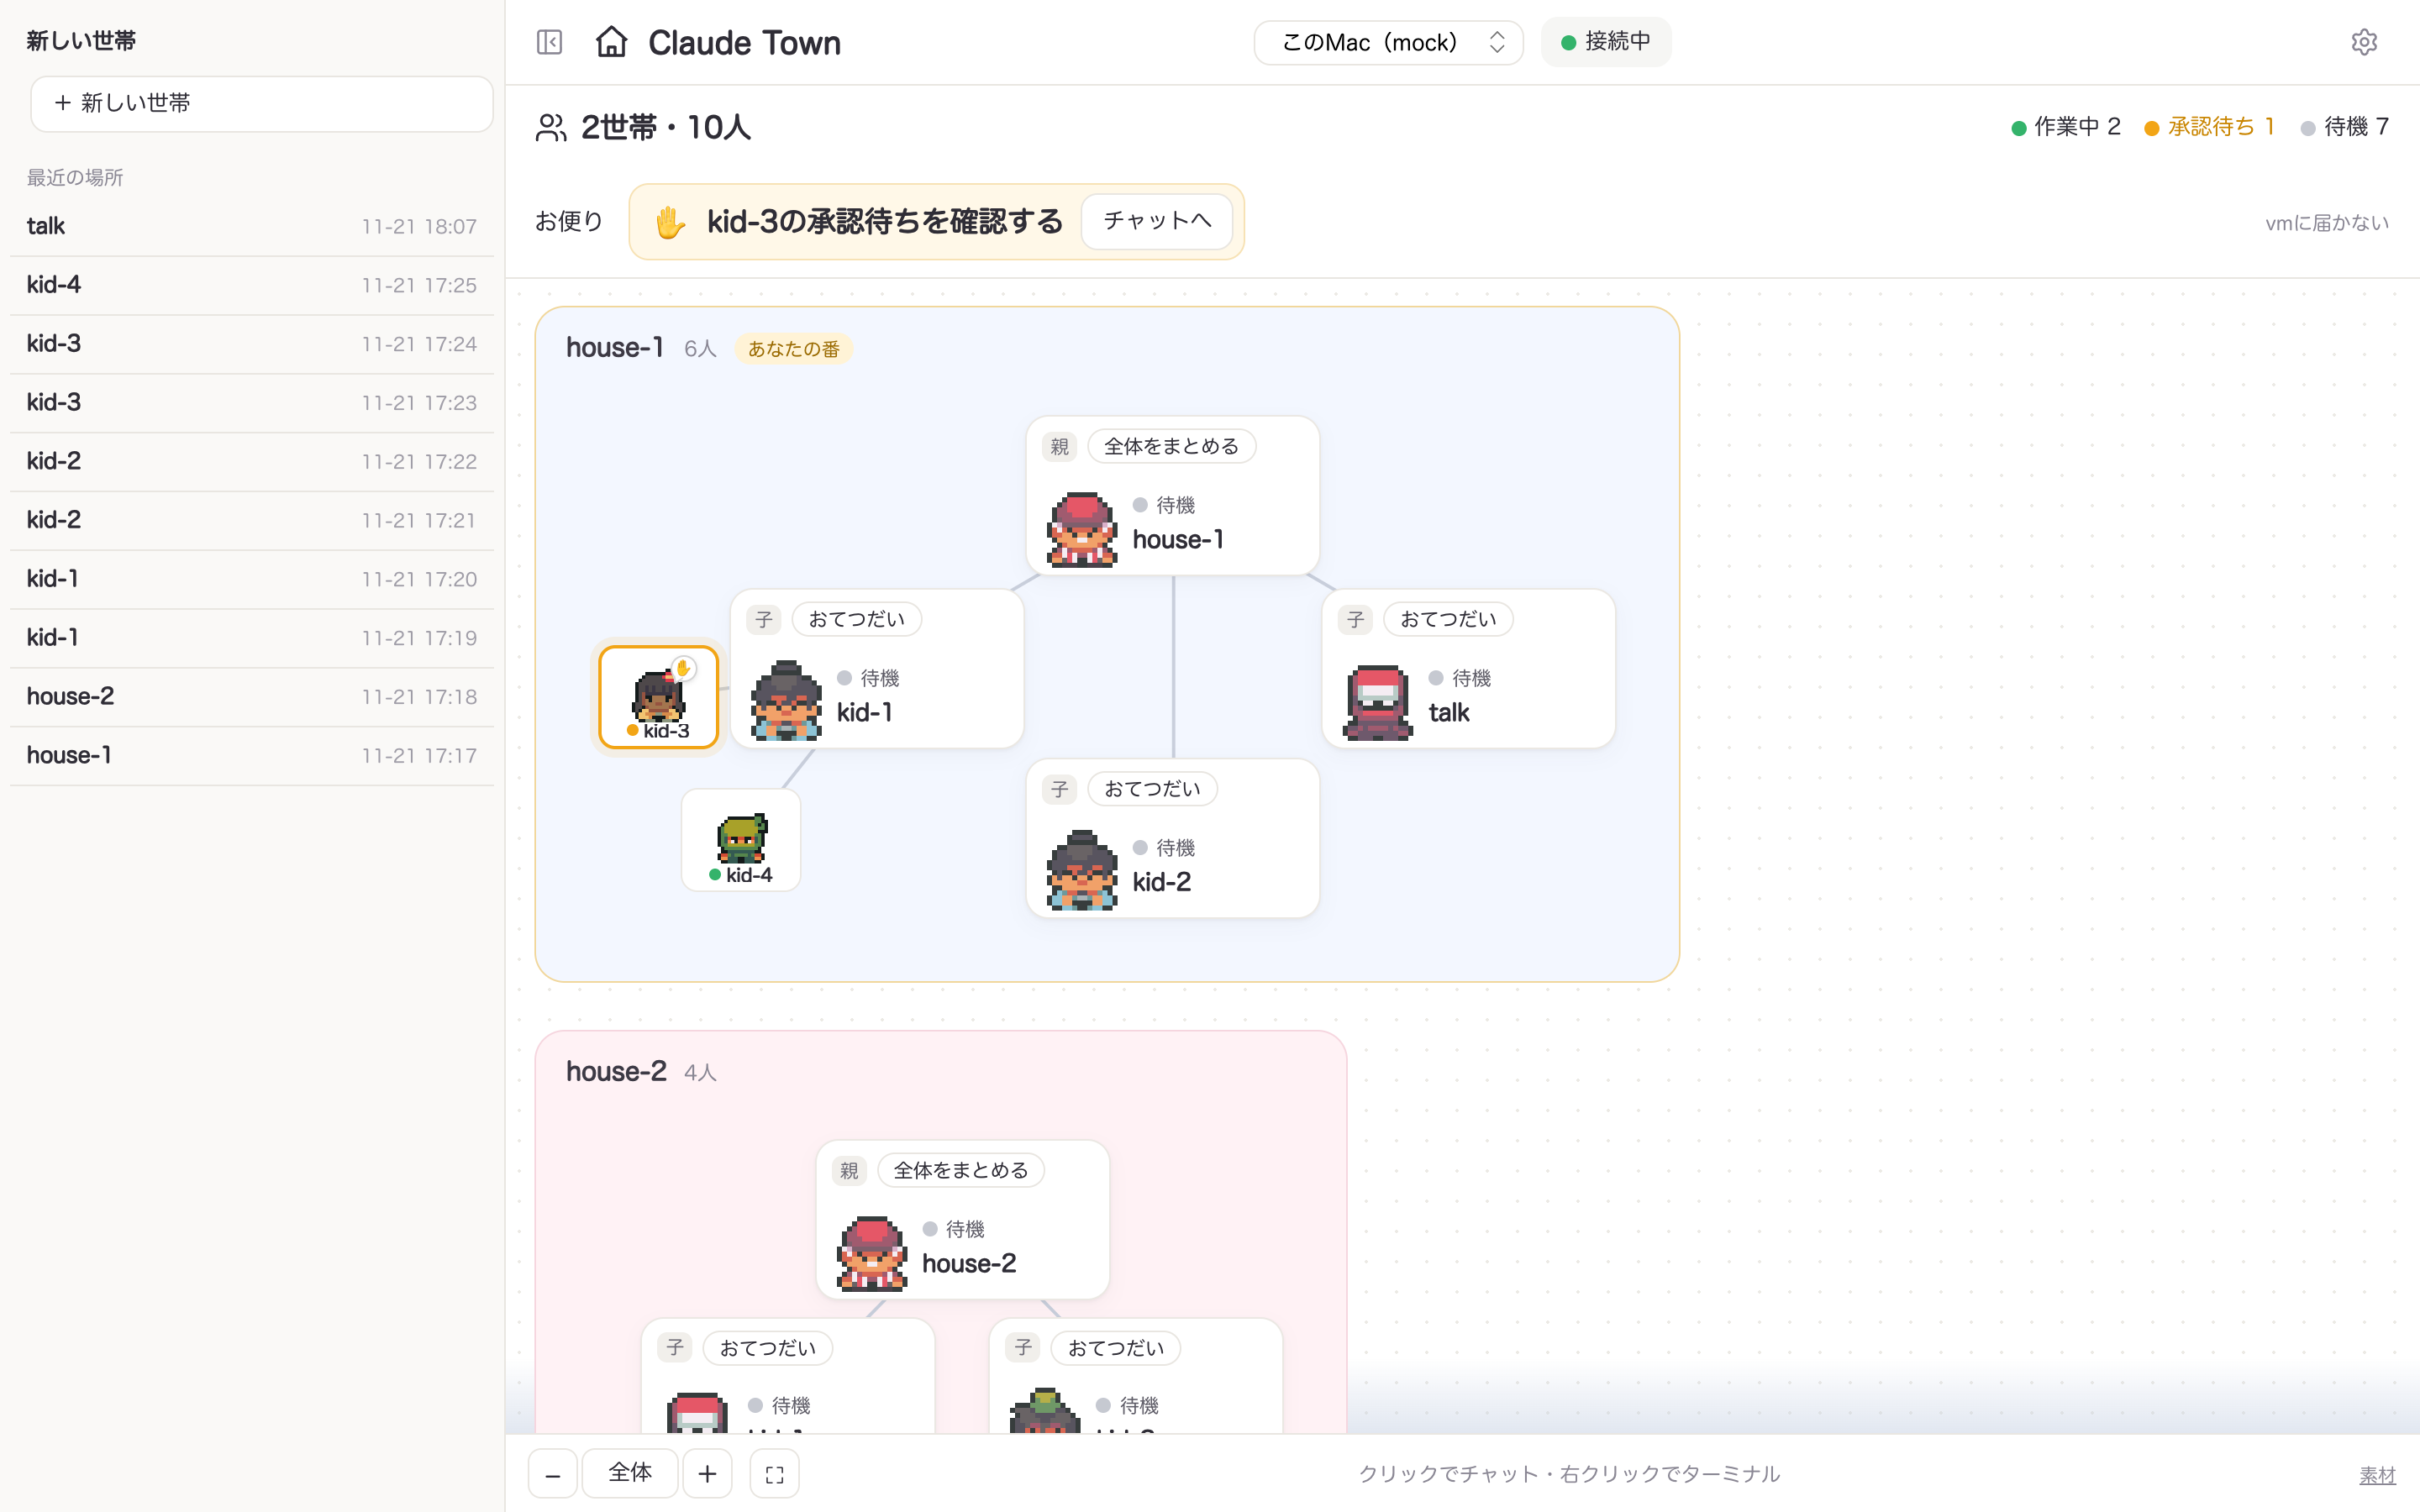 新しい世帯
+ 新しい世帯
最近の場所
talk 11-21 18:07
kid-4 11-21 17:25
kid-3 11-21 17:24
kid-3 11-21 17:23
kid-2 11-21 17:22
kid-2 11-21 17:21
kid-1 11-21 17:20
kid-1 11-21 17:19
house-2 11-21 17:18
house-1 11-21 17:17
Claude Town
このMac（mock）
接続中
2世帯・10人
作業中 2
承認待ち 1
待機 7
お便り
kid-3の承認待ちを確認する
チャットへ
vmに届かない
house-1 6人 あなたの番
親 全体をまとめる
待機
house-1
子 おてつだい
待機
kid-1
子 おてつだい
待機
talk
kid-3
kid-4
子 おてつだい
待機
kid-2
house-2 4人
親 全体をまとめる
待機
house-2
子 おてつだい
待機
子 おてつだい
待機
− 全体 +
クリックでチャット・右クリックでターミナル
素材